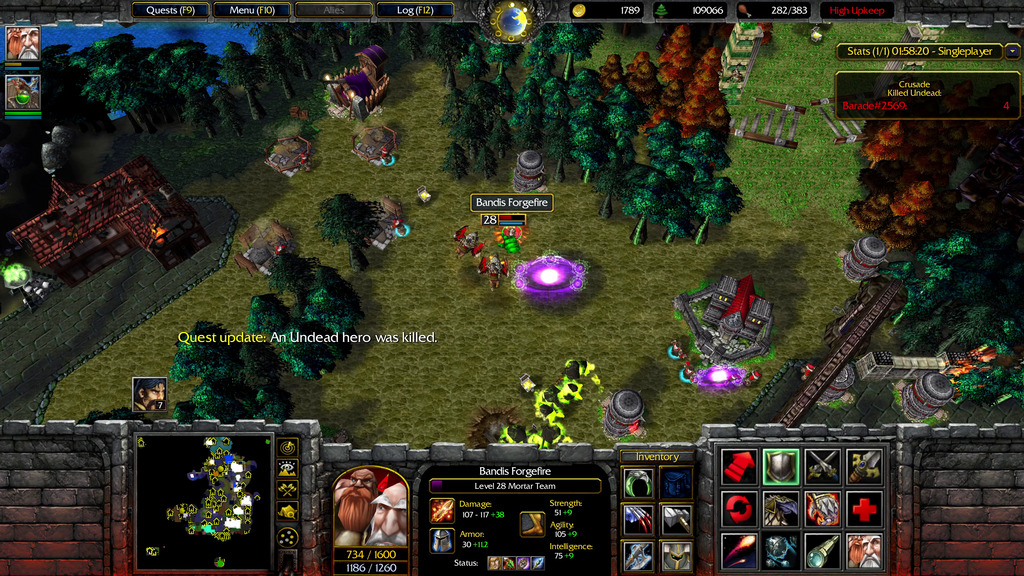 Quests (F9) Menu (F10) Allies Log (F12) 1789 109066 282/383 High Upkeep
Stats (1/1) 01:58:20 - Singleplayer
Crusade
Killed Undead:
Barade#2569: 4
Bandis Forgefire
28
Quest update: An Undead hero was killed.
7
Bandis Forgefire
Level 28 Mortar Team
Damage:
107 - 117 +38
Armor:
30 +11.2
Status:
Strength:
51 +9
Agility:
105 +9
Intelligence:
75 +9
734 / 1600
1186 / 1260
Inventory